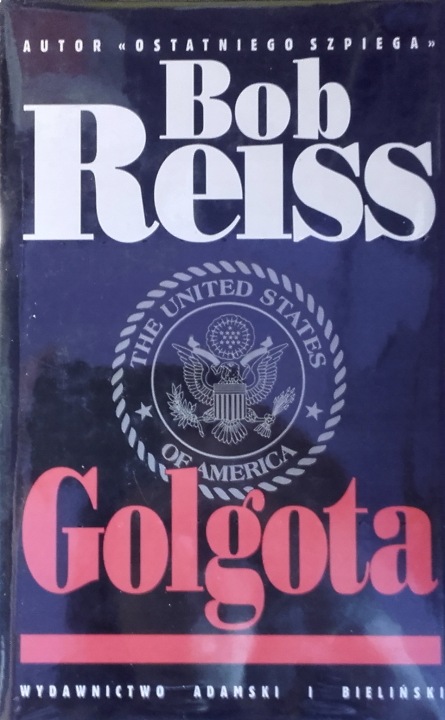 AUTOR «OSTATNIEGO SZPIEGA»
Bob
Reiss
THE UNITED STATES
OF AMERICA
Golgota
WYDAWNICTWO ADAMSKI I BIELIŃSKI